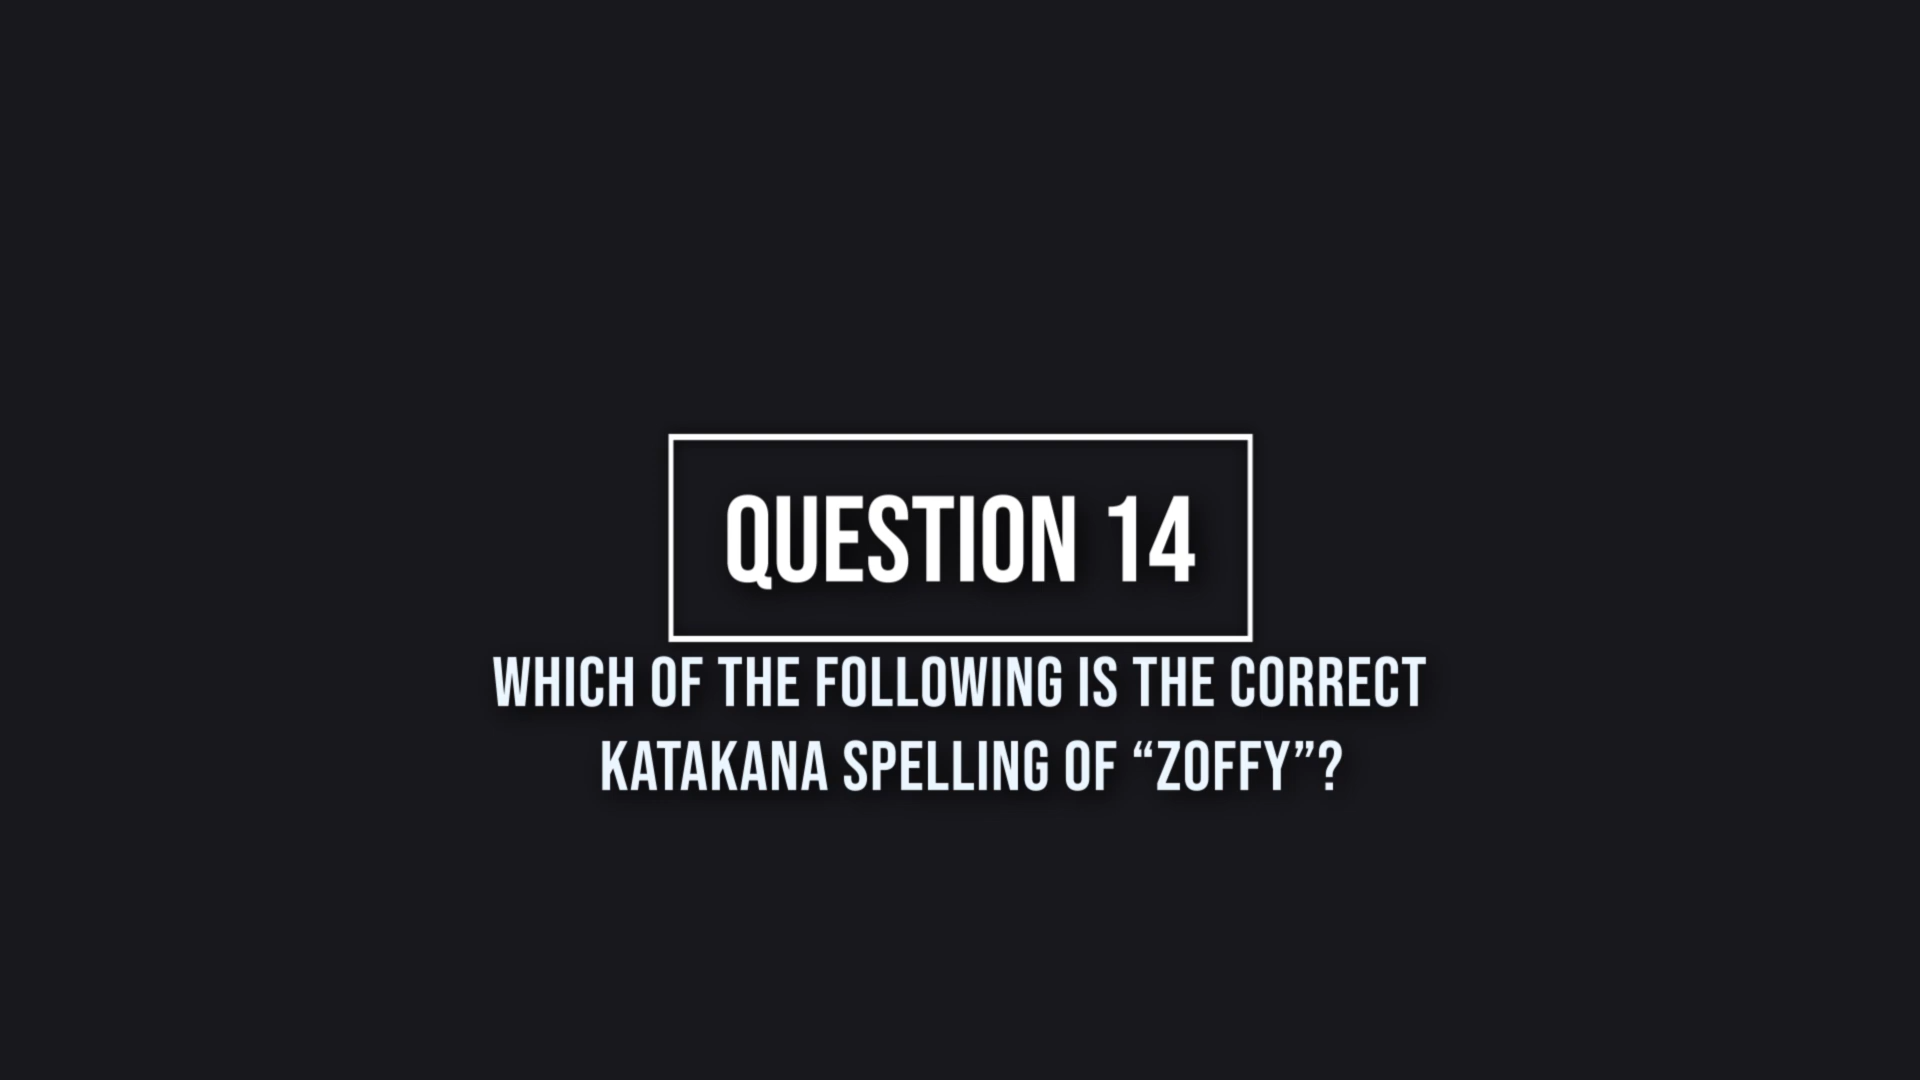 QUESTION 14
WHICH OF THE FOLLOWING IS THE CORRECT
KATAKANA SPELLING OF “ZOFFY”?